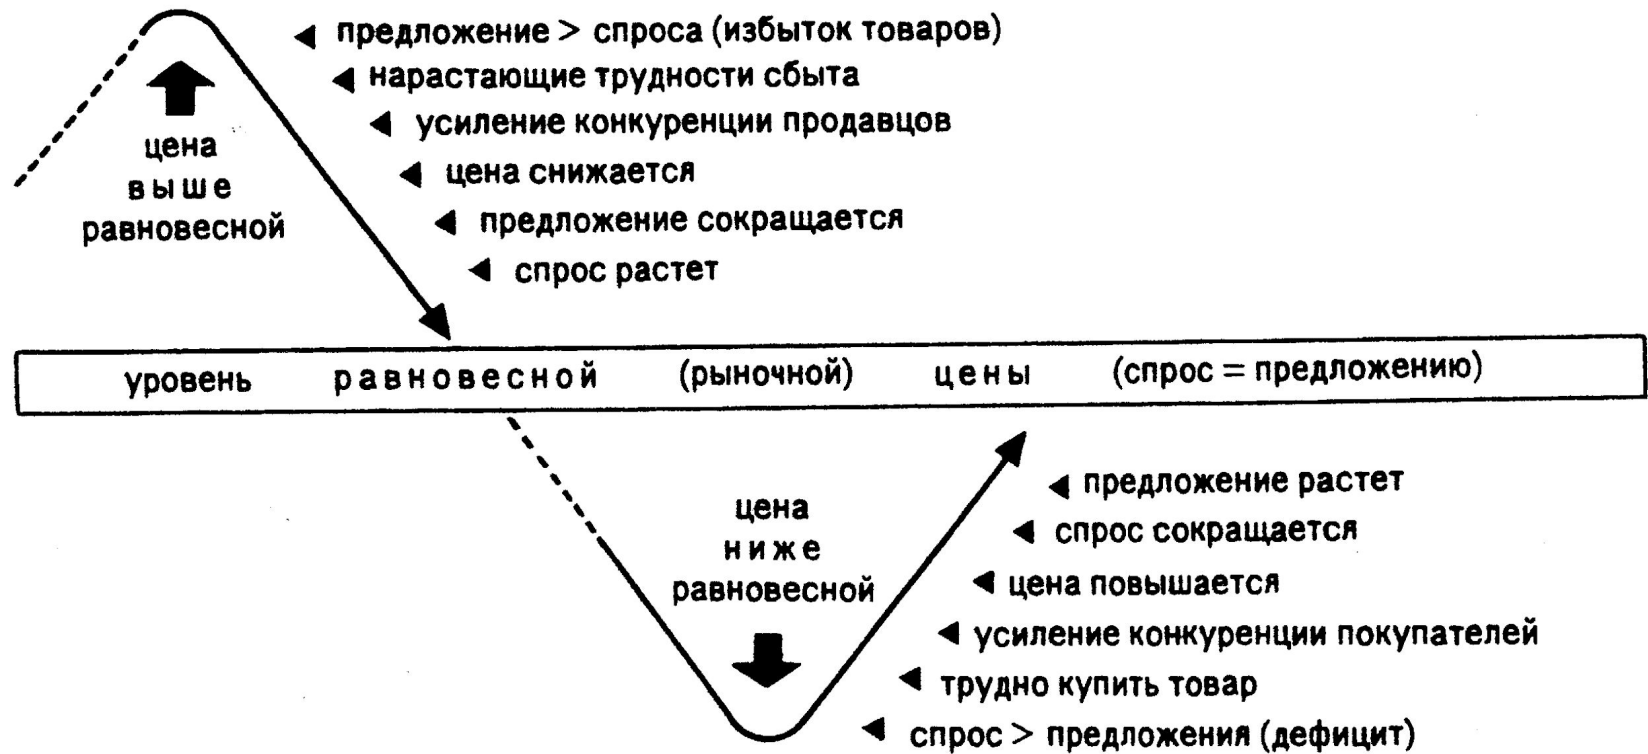 предложение > спроса (избыток товаров)
нарастающие трудности сбыта
усиление конкуренции продавцов
цена снижается
предложение сокращается
спрос растет
цена
выше
равновесной
уровень равновесной (рыночной) цены (спрос = предложению)
цена
ниже
равновесной
предложение растет
спрос сокращается
цена повышается
усиление конкуренции покупателей
трудно купить товар
спрос > предложения (дефицит)